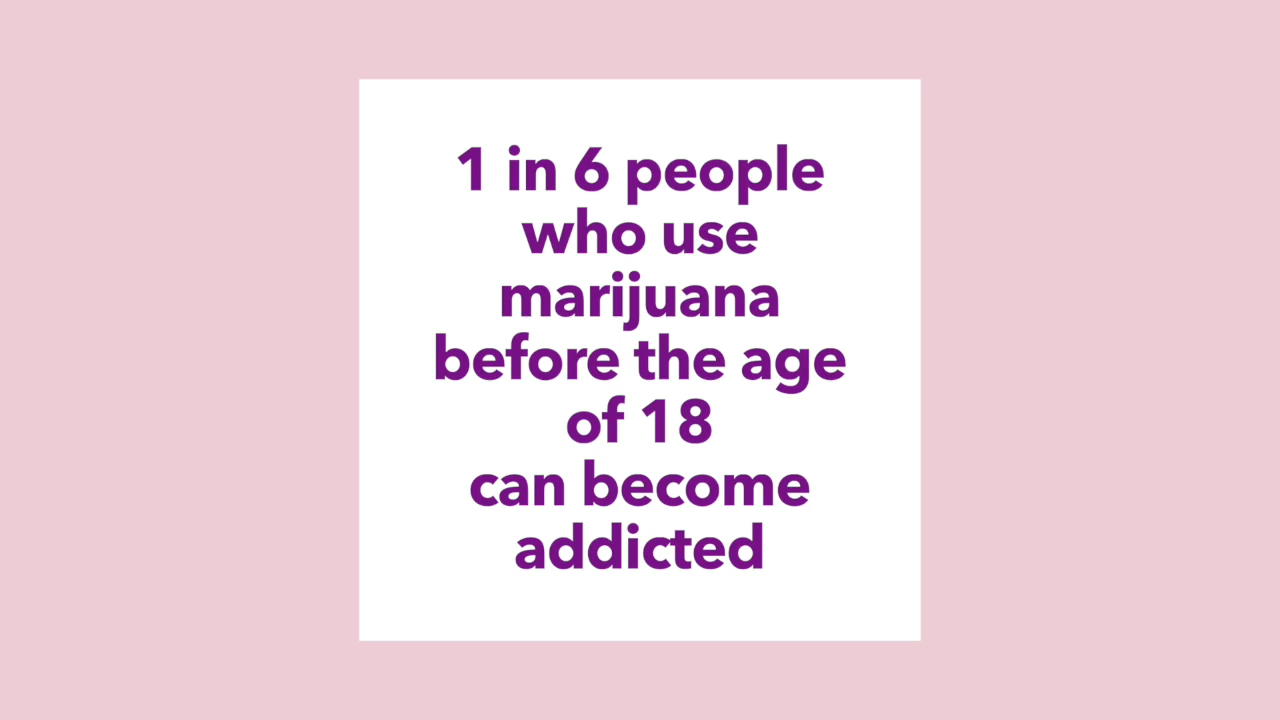 1 in 6 people
who use
marijuana
before the age
of 18
can become
addicted